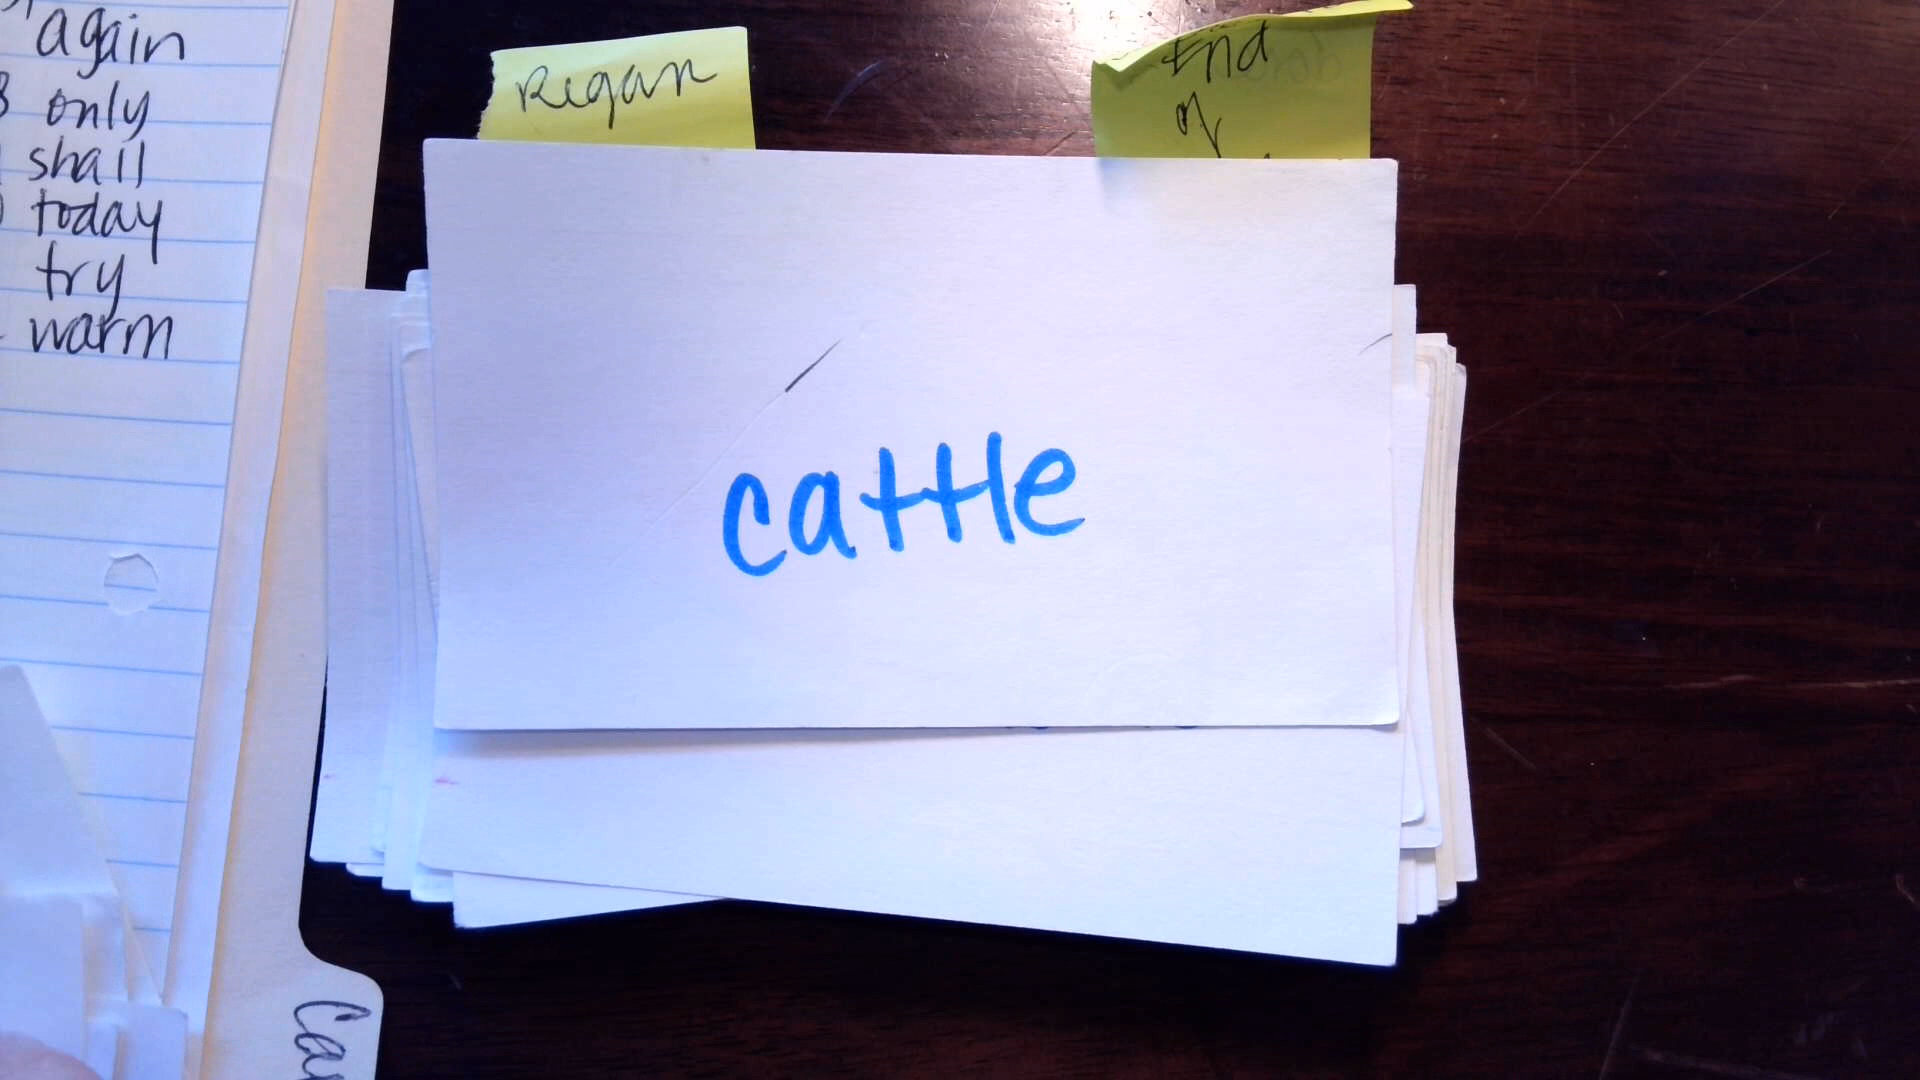 again
only
shall
today
try
warm
Regan
End
of
cattle